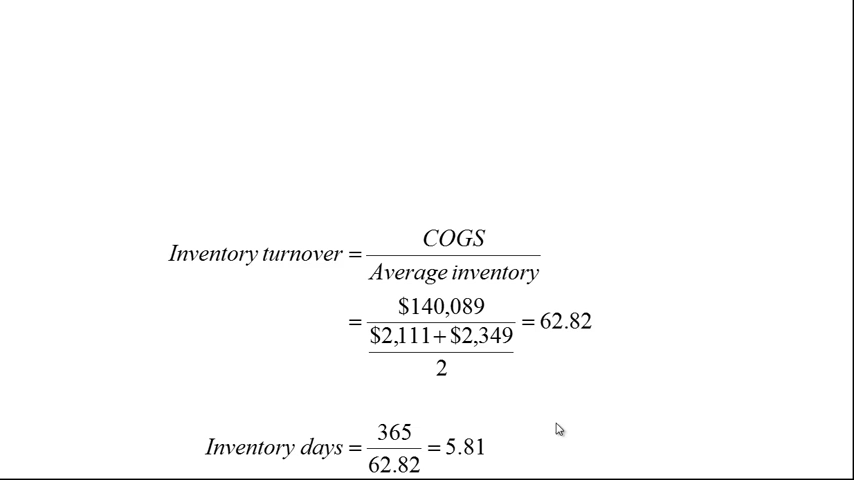 Inventory turnover = COGS / Average inventory
= $140,089 / (($2,111 + $2,349) / 2) = 62.82
Inventory days = 365 / 62.82 = 5.81